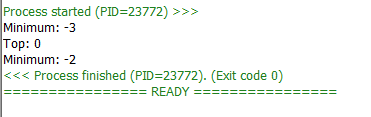 Process started (PID=23772) >>>
Minimum: -3
Top: 0
Minimum: -2
<<< Process finished (PID=23772). (Exit code 0)
================ READY ================